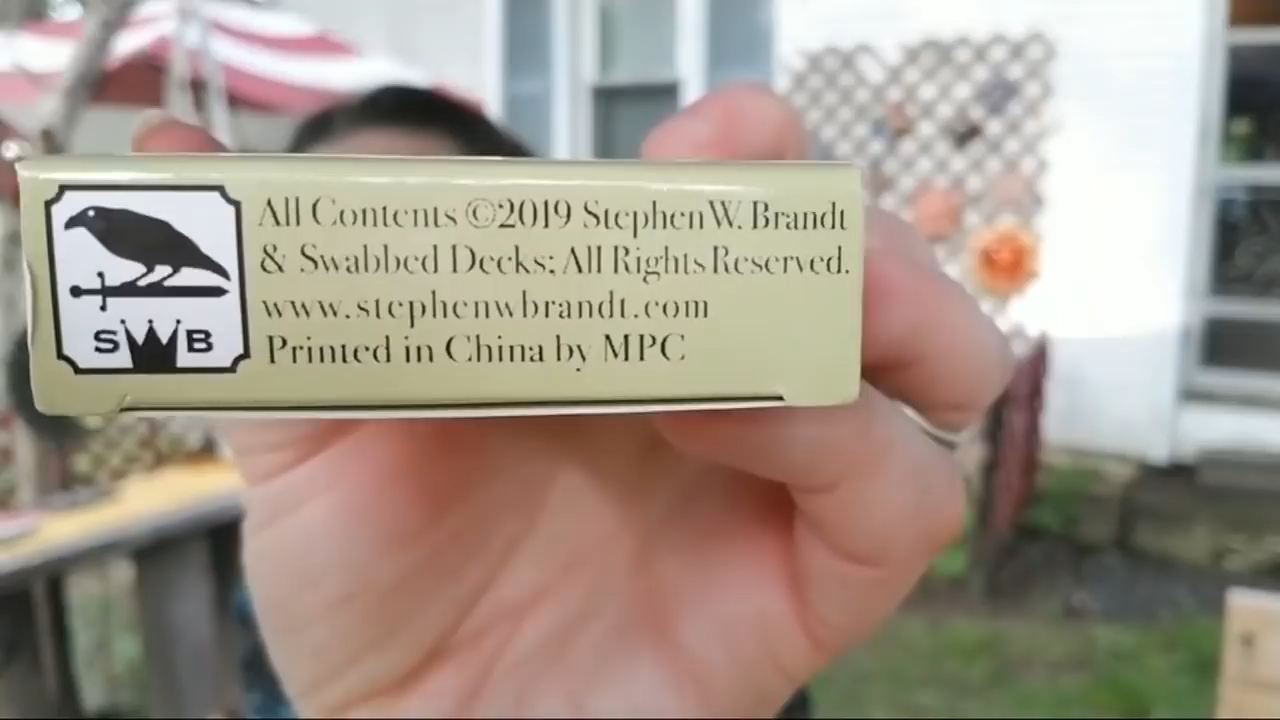 All Contents ©2019 Stephen W. Brandt
& Swabbed Decks; All Rights Reserved.
www.stephenwbrandt.com
Printed in China by MPC
S W B